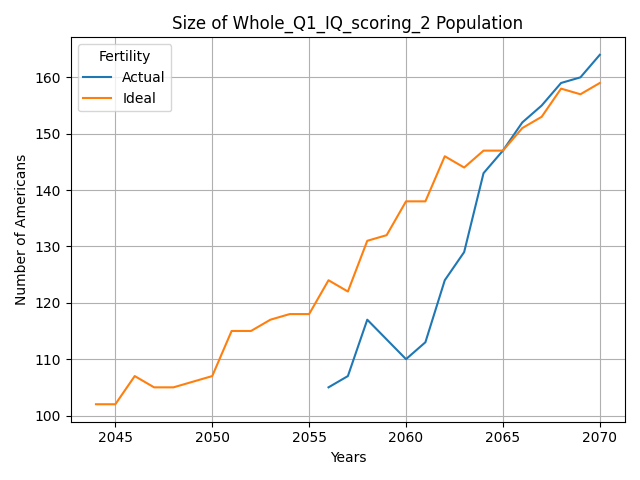 Size of Whole_Q1_IQ_scoring_2 Population
Fertility
Actual
Ideal
160
150
140
130
120
110
100
Number of Americans
2045 2050 2055 2060 2065 2070
Years